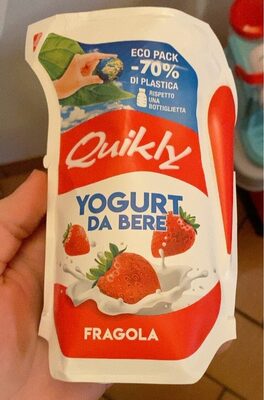 ECO PACK
-70%
DI PLASTICA
RISPETTO
UNA
BOTTIGLIETTA
Quikly
YOGURT
DA BERE
FRAGOLA